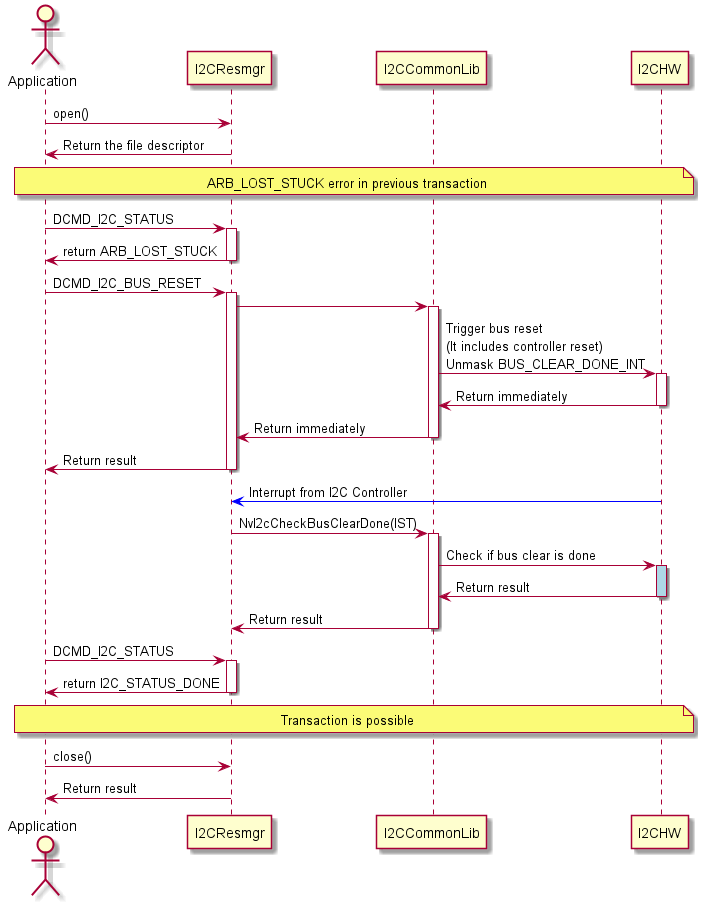 Application
I2CResmgr
I2CCommonLib
I2CHW
open()
Return the file descriptor
ARB_LOST_STUCK error in previous transaction
DCMD_I2C_STATUS
return ARB_LOST_STUCK
DCMD_I2C_BUS_RESET
Trigger bus reset
(It includes controller reset)
Unmask BUS_CLEAR_DONE_INT
Return immediately
Return immediately
Return result
Interrupt from I2C Controller
NvI2cCheckBusClearDone(IST)
Check if bus clear is done
Return result
Return result
DCMD_I2C_STATUS
return I2C_STATUS_DONE
Transaction is possible
close()
Return result
Application
I2CResmgr
I2CCommonLib
I2CHW